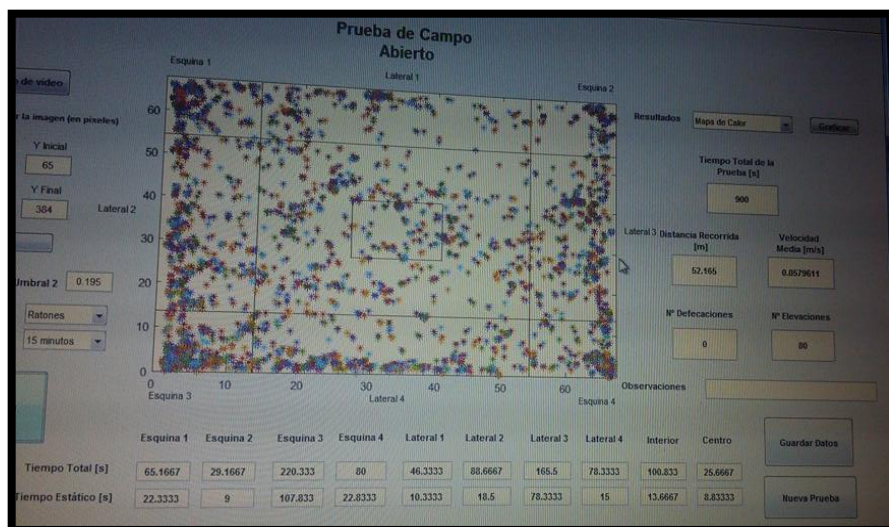 Prueba de Campo
Abierto
Esquina 1
Lateral 1
Esquina 2
o de video
r la imagen (en pixeles)
Y Inicial
65
Y Final
384
Lateral 2
Umbral 2 0.195
Ratones
15 minutos
60
50
40
30
20
10
0
0 10 20 30 40 50 60
Esquina 3
Lateral 4
Esquina 4
Lateral 3
Resultados Mapa de Calor Graficar
Tiempo Total de la
Prueba [s]
900
Distancia Recorrida
[m]
Velocidad
Media [m/s]
52.165 0.0579611
Nº Defecaciones Nº Elevaciones
0 80
Observaciones
Esquina 1 Esquina 2 Esquina 3 Esquina 4 Lateral 1 Lateral 2 Lateral 3 Lateral 4 Interior Centro
Guardar Datos
Tiempo Total [s] 65.1667 29.1667 220.333 80 46.3333 88.6667 165.5 78.3333 100.833 25.6667
Tiempo Estático [s] 22.3333 9 107.833 22.8333 10.3333 18.5 78.3333 15 13.6667 8.83333
Nueva Prueba